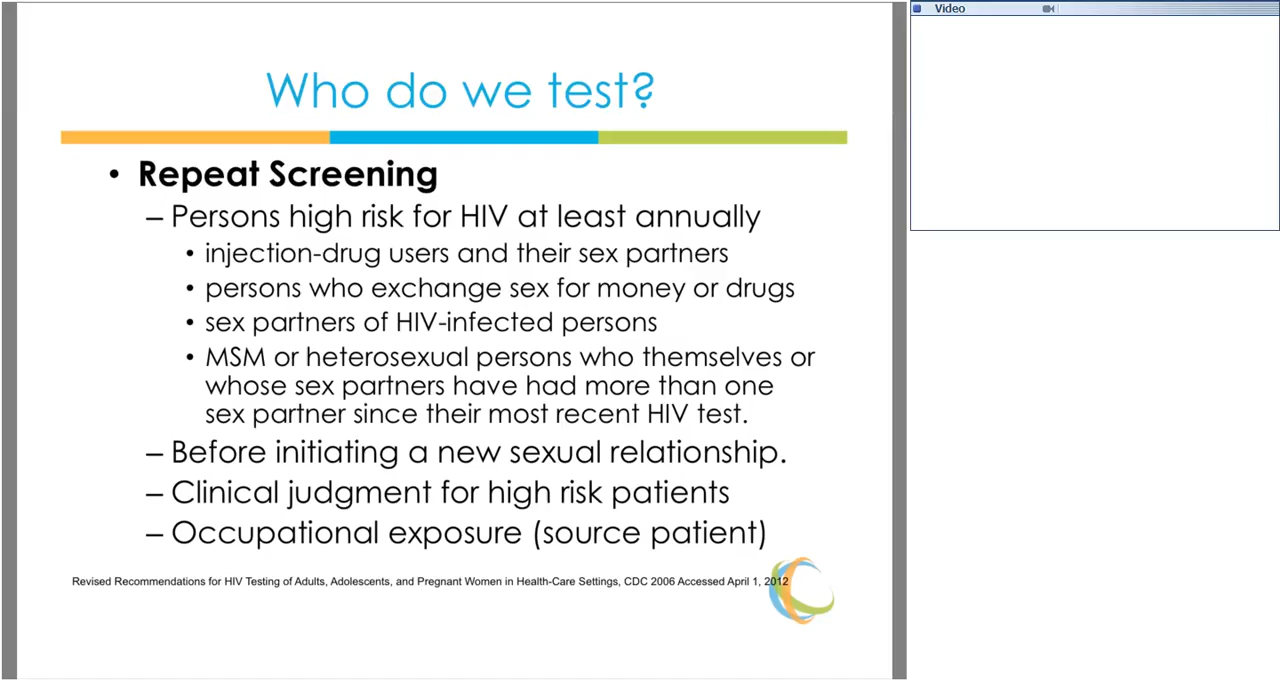 Video
Who do we test?
• Repeat Screening
– Persons high risk for HIV at least annually
• injection-drug users and their sex partners
• persons who exchange sex for money or drugs
• sex partners of HIV-infected persons
• MSM or heterosexual persons who themselves or
whose sex partners have had more than one
sex partner since their most recent HIV test.
– Before initiating a new sexual relationship.
– Clinical judgment for high risk patients
– Occupational exposure (source patient)
Revised Recommendations for HIV Testing of Adults, Adolescents, and Pregnant Women in Health-Care Settings, CDC 2006 Accessed April 1, 2012